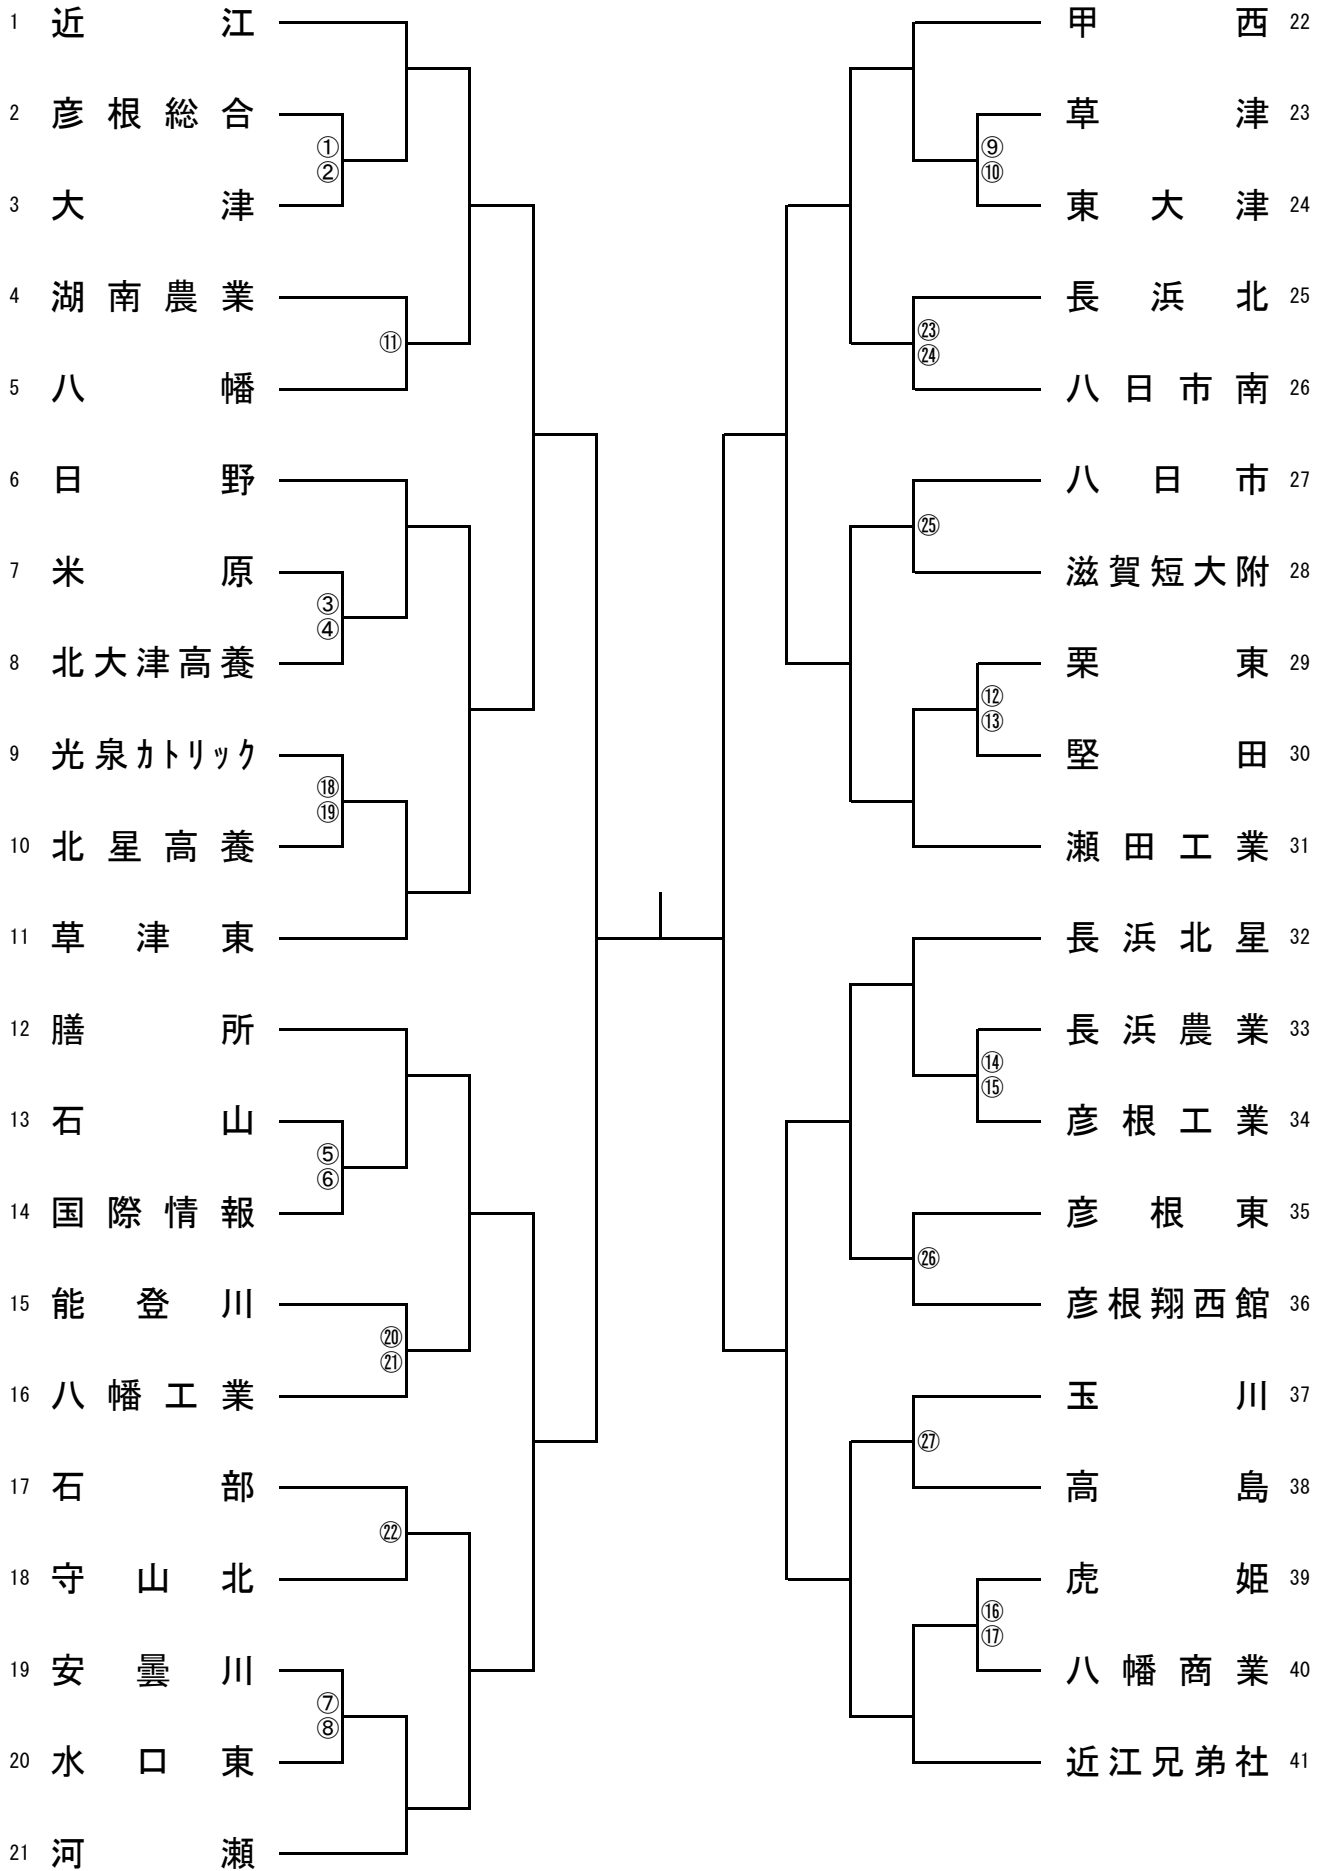 1 近江
2 彦根総合
①
②
3 大津
4 湖南農業
⑪
5 八幡
6 日野
7 米原
③
④
8 北大津高養
9 光泉カトリック
⑱
⑲
10 北星高養
11 草津東
12 膳所
13 石山
⑤
⑥
14 国際情報
15 能登川
⑳
㉑
16 八幡工業
17 石部
㉒
18 守山北
19 安曇川
⑦
⑧
20 水口東
21 河瀬
甲西 22
草津 23
⑨
⑩
東大津 24
長浜北 25
㉓
㉔
八日市南 26
八日市 27
㉕
滋賀短大附 28
栗東 29
⑫
⑬
堅田 30
瀬田工業 31
長浜北星 32
長浜農業 33
⑭
⑮
彦根工業 34
彦根東 35
㉖
彦根翔西館 36
玉川 37
㉗
高島 38
虎姫 39
⑯
⑰
八幡商業 40
近江兄弟社 41